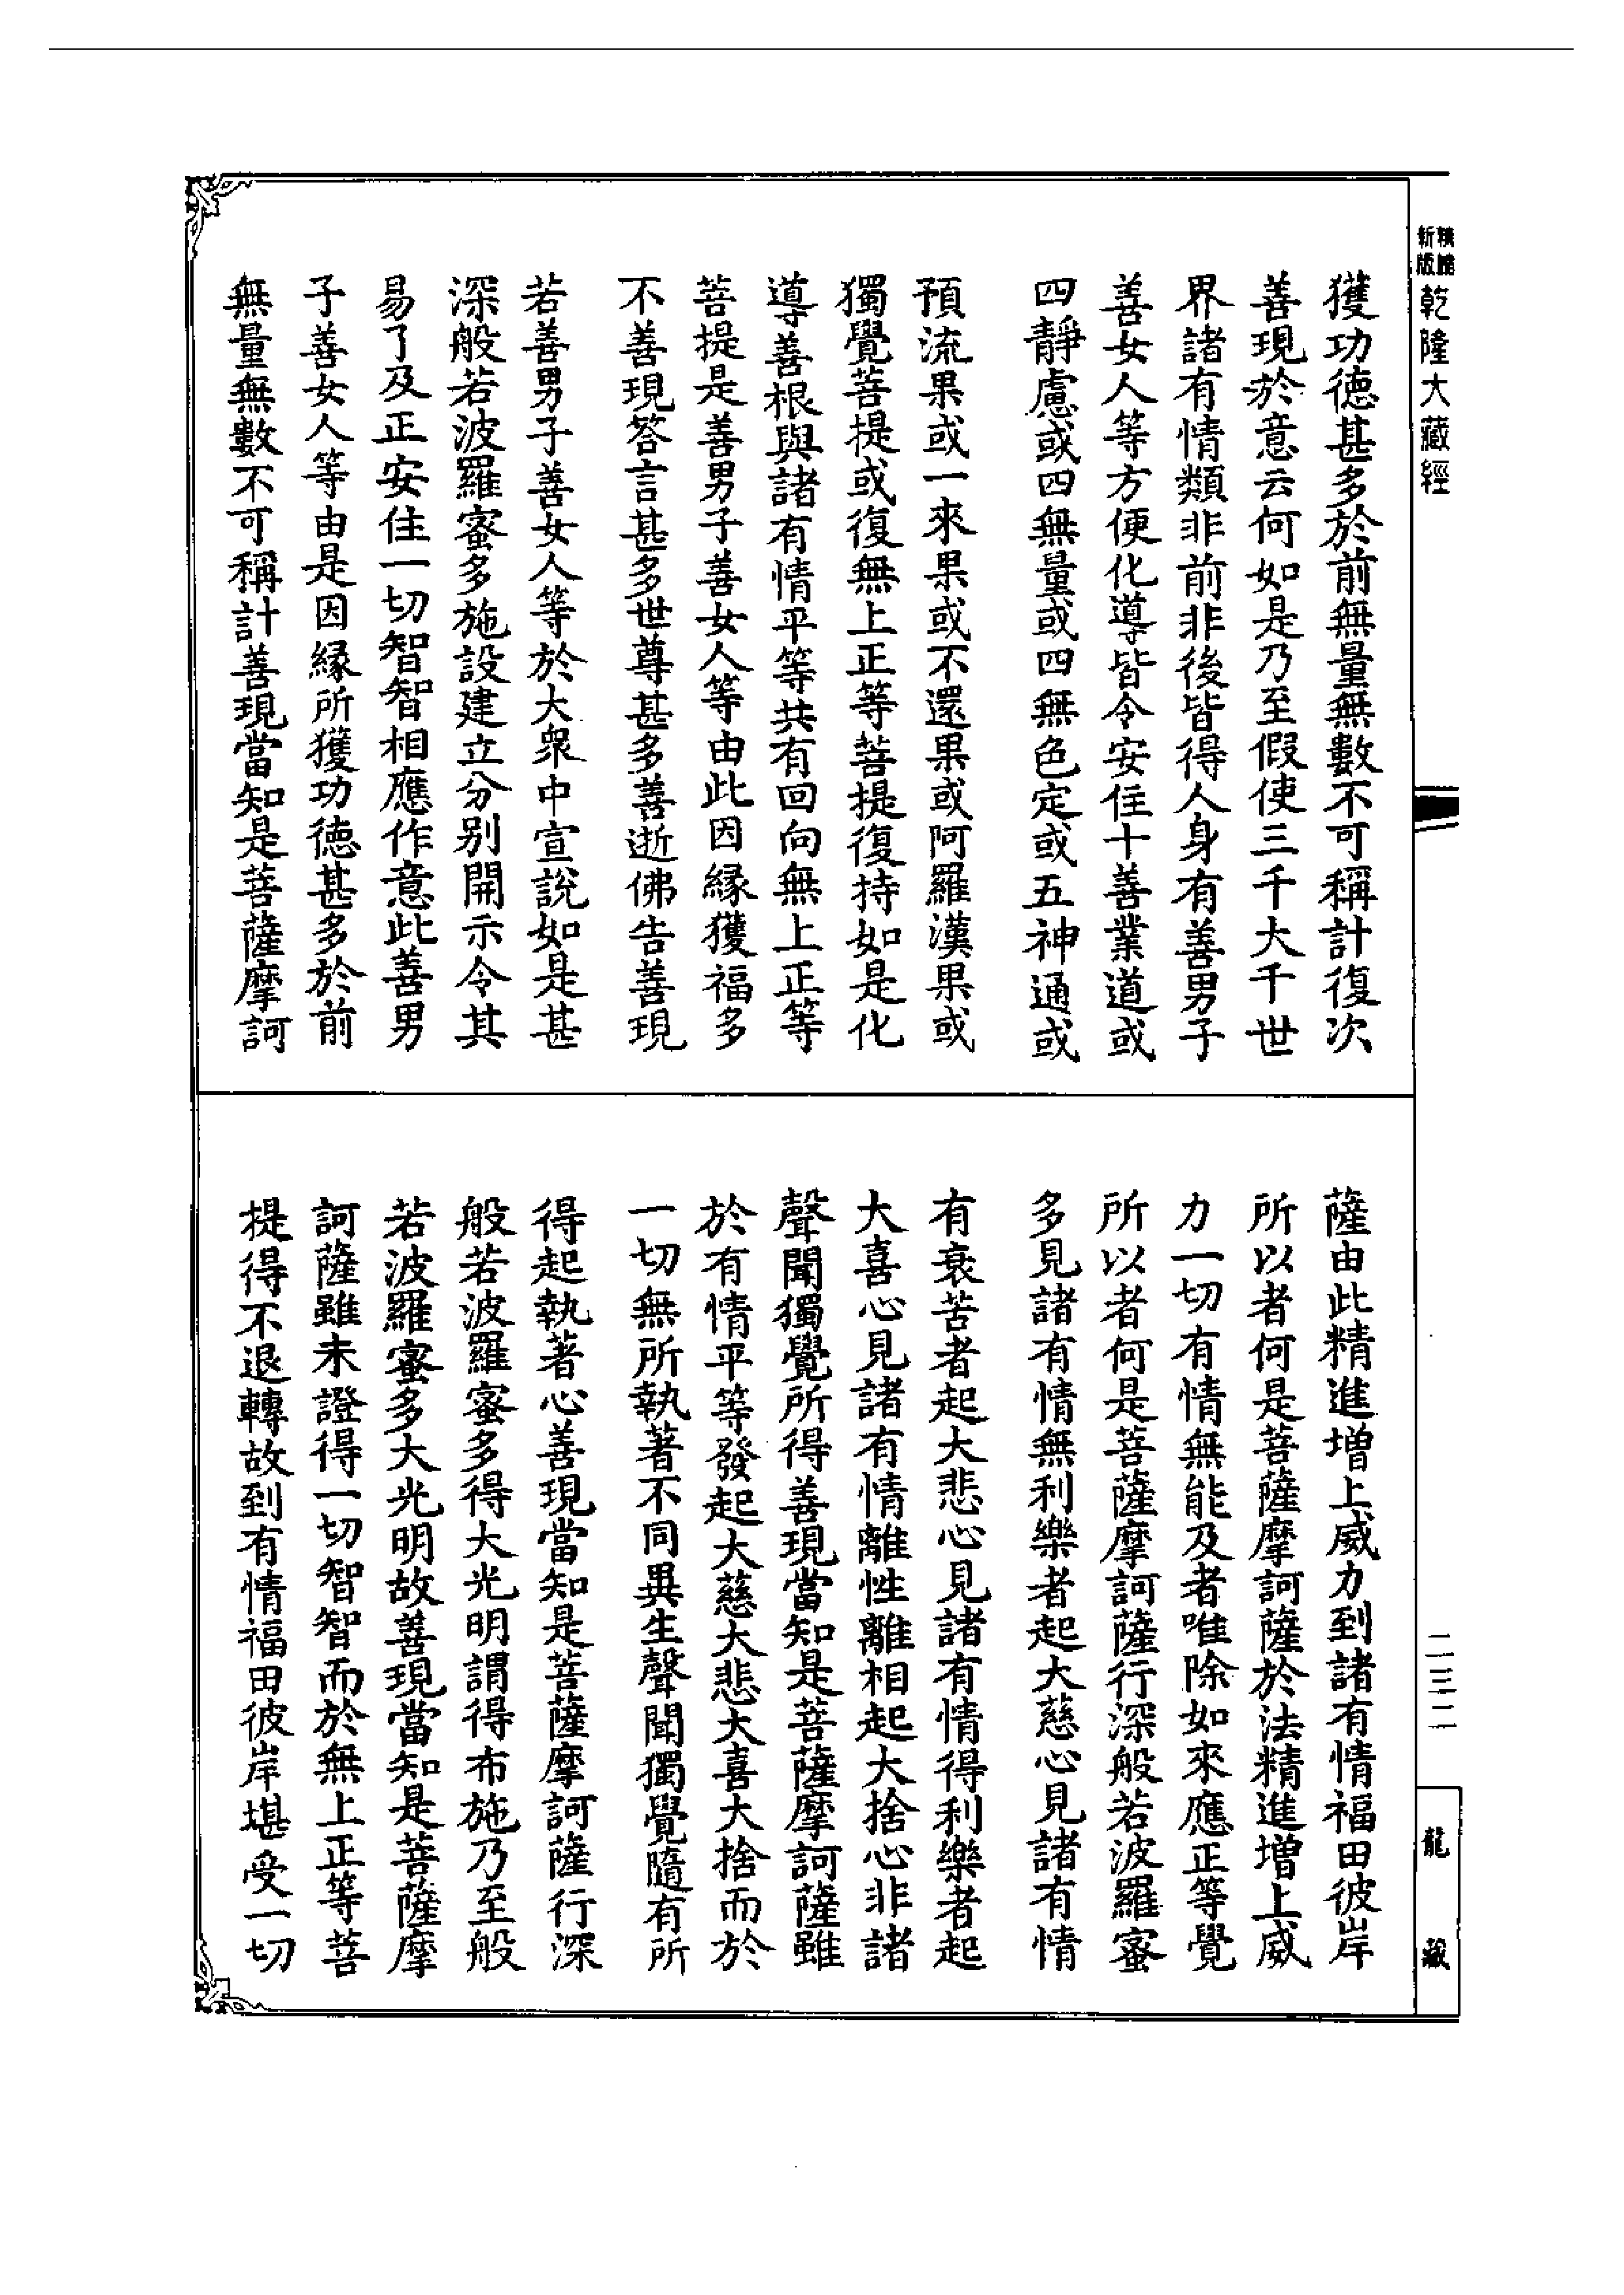 精體
新版
乾隆大藏經
獲功德甚多於前無量無數不可稱計復次
善現於意云何如是乃至假使三千大千世
界諸有情類非前非後皆得人身有善男子
善女人等方便化導皆令安住十善業道或
四靜慮或四無量或四無色定或五神通或
預流果或一來果或不還果或阿羅漢果或
獨覺菩提或復無上正等菩提復持如是化
導善根與諸有情平等共有回向無上正等
菩提是善男子善女人等由此因緣獲福多
不善現答言甚多世尊甚多善逝佛告善現
若善男子善女人等於大衆中宣說如是甚
深般若波羅蜜多施設建立分别開示令其
易了及正安住一切智智相應作意此善男
子善女人等由是因緣所獲功德甚多於前
無量無數不可稱計善現當知是菩薩摩訶
薩由此精進增上威力到諸有情福田彼岸
所以者何是菩薩摩訶薩於法精進增上威
力一切有情無能及者唯除如來應正等覺
所以者何是菩薩摩訶薩行深般若波羅蜜
多見諸有情無利樂者起大慈心見諸有情
有衰苦者起大悲心見諸有情得利樂者起
大喜心見諸有情離性離相起大捨心非諸
聲聞獨覺所得善現當知是菩薩摩訶薩雖
於有情平等發起大慈大悲大喜大捨而於
一切無所執著不同異生聲聞獨覺隨有所
得起執著心善現當知是菩薩摩訶薩行深
般若波羅蜜多得大光明謂得布施乃至般
若波羅蜜多大光明故善現當知是菩薩摩
訶薩雖未證得一切智智而於無上正等菩
提得不退轉故到有情福田彼岸堪受一切
二三二
龍藏